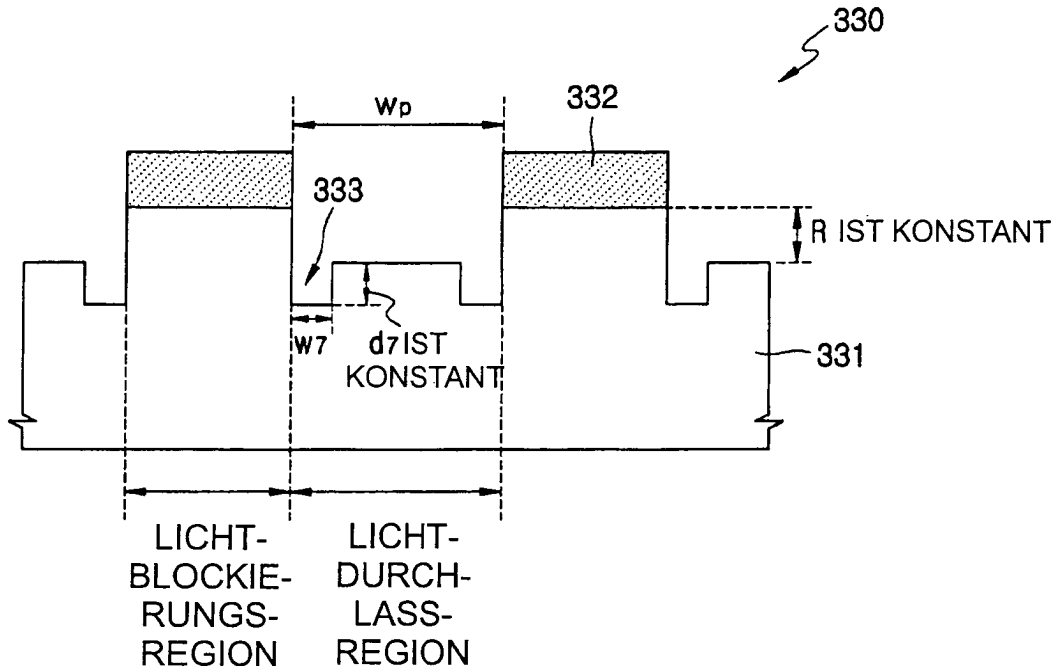 330
Wp
332
333
R IST KONSTANT
W7
d7 IST
KONSTANT
331
LICHT-
BLOCKIE-
RUNGS-
REGION
LICHT-
DURCH-
LASS-
REGION